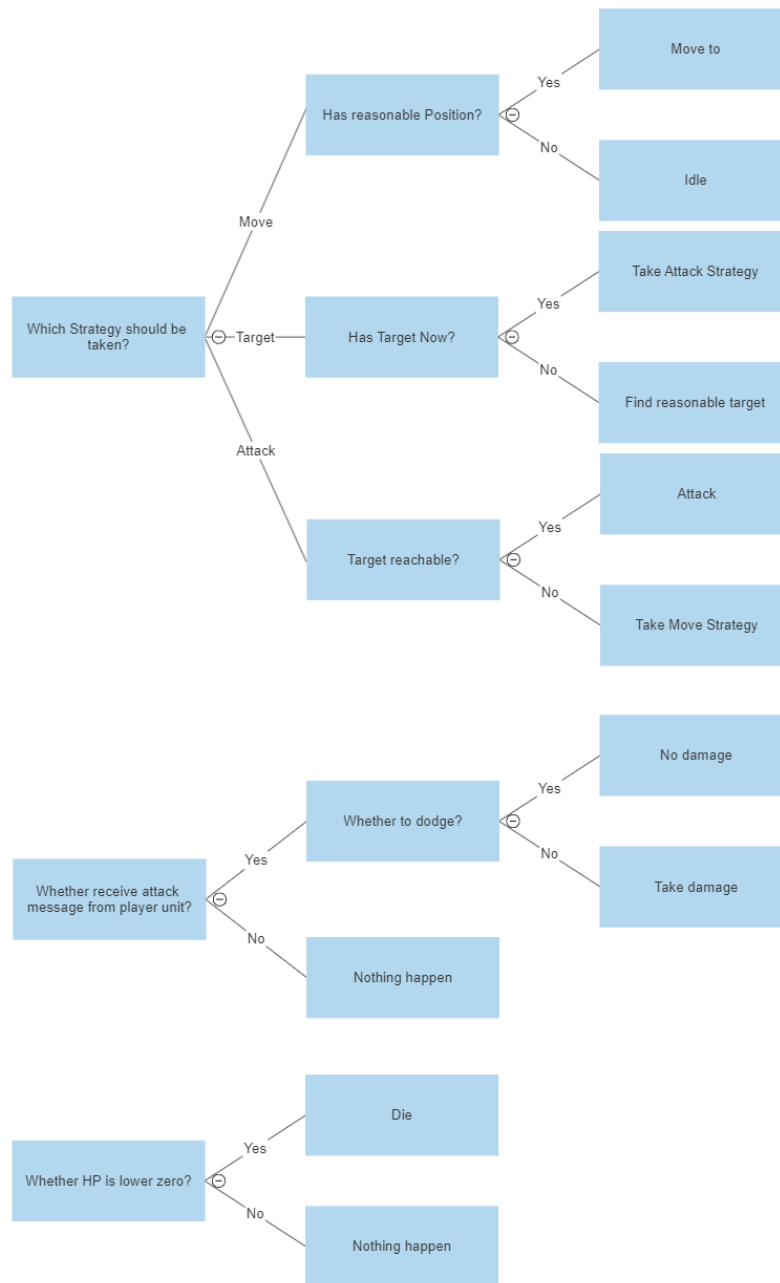 Move to
Yes
Has reasonable Position?
No
Idle
Move
Take Attack Strategy
Yes
Which Strategy should be
taken?
Target
Has Target Now?
No
Find reasonable target
Attack
Attack
Yes
Target reachable?
No
Take Move Strategy
No damage
Yes
Whether to dodge?
No
Take damage
Yes
Whether receive attack
message from player unit?
No
Nothing happen
Die
Yes
Whether HP is lower zero?
No
Nothing happen